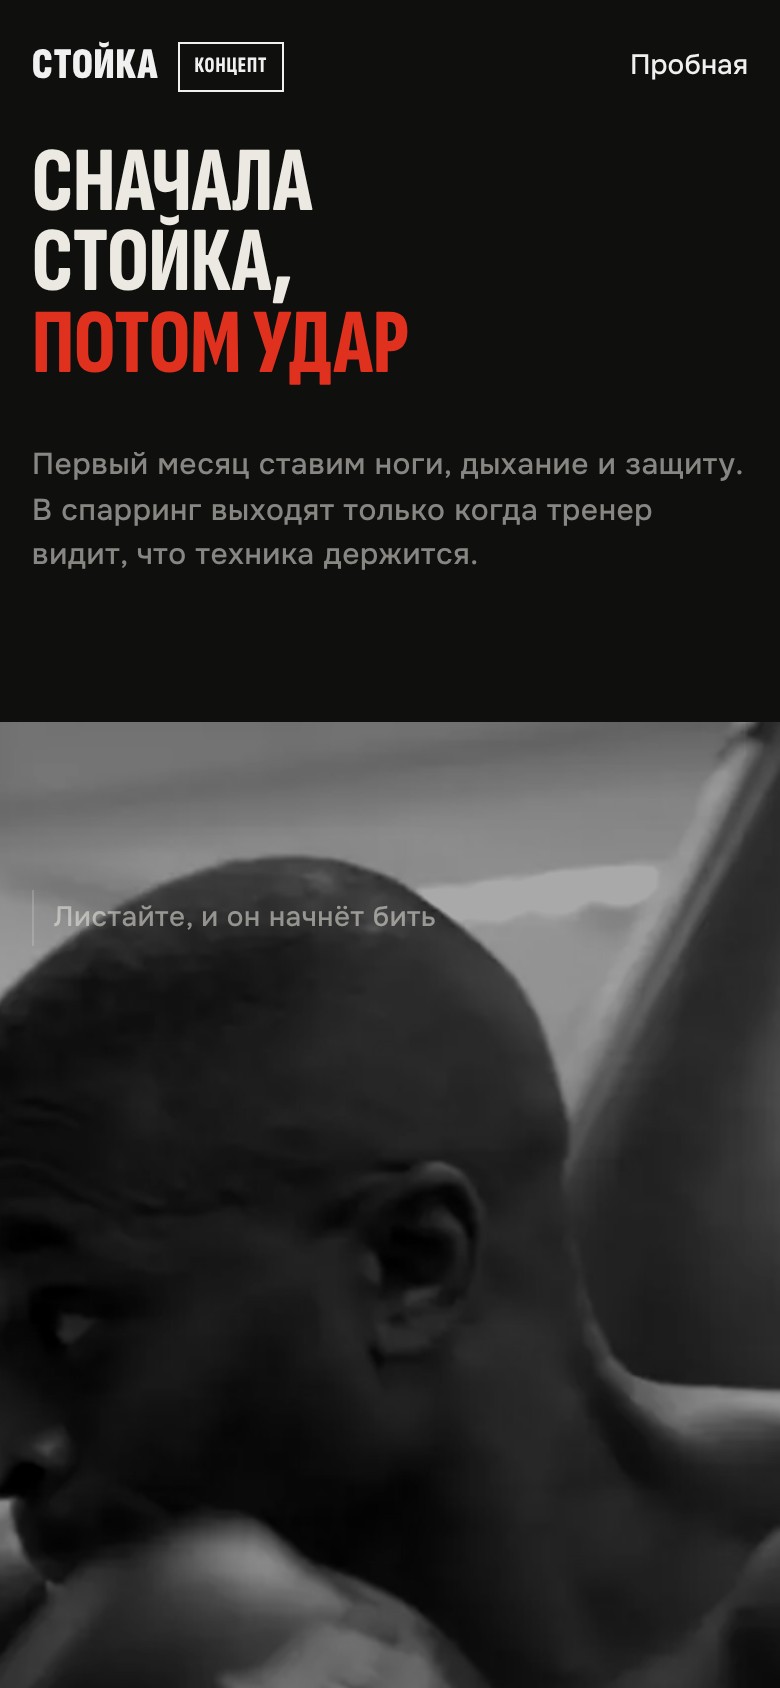 СТОЙКА
КОНЦЕПТ
Пробная
СНАЧАЛА
СТОЙКА,
ПОТОМ УДАР
Первый месяц ставим ноги, дыхание и защиту.
В спарринг выходят только когда тренер
видит, что техника держится.
Листайте, и он начнёт бить